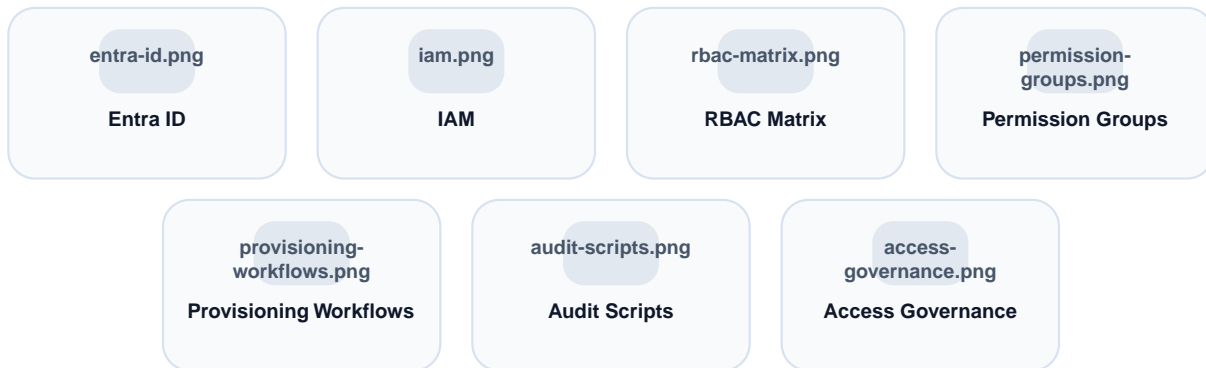 entra-id.png
Entra ID
iam.png
IAM
rbac-matrix.png
RBAC Matrix
permission-
groups.png
Permission Groups
provisioning-
workflows.png
Provisioning Workflows
audit-scripts.png
Audit Scripts
access-
governance.png
Access Governance